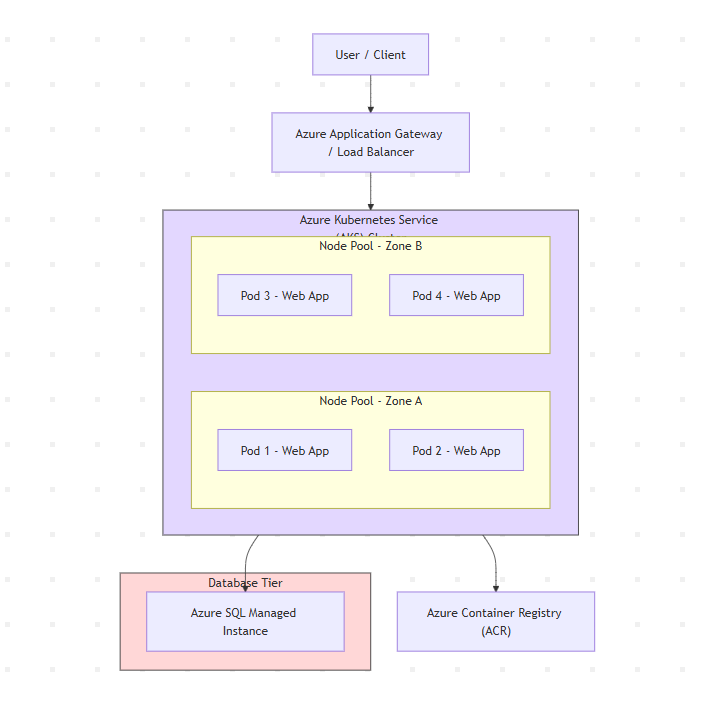 User / Client
Azure Application Gateway
/ Load Balancer
Azure Kubernetes Service
(AKS) Cluster
Node Pool - Zone B
Pod 3 - Web App
Pod 4 - Web App
Node Pool - Zone A
Pod 1 - Web App
Pod 2 - Web App
Database Tier
Azure SQL Managed
Instance
Azure Container Registry
(ACR)